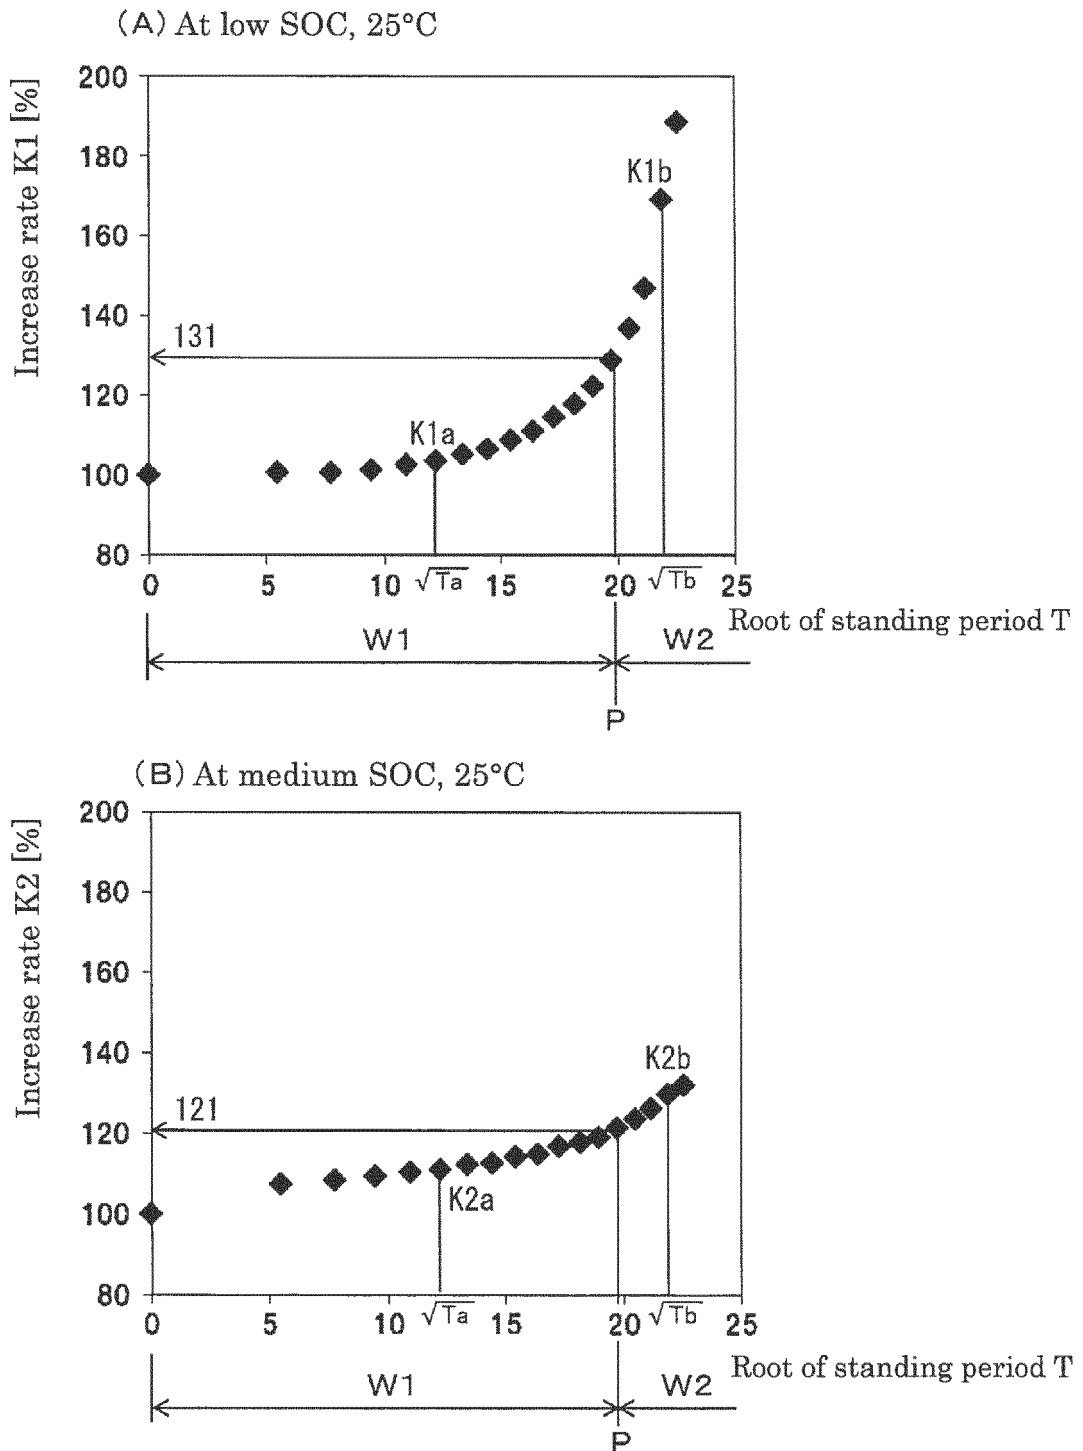 (A) At low SOC, 25°C
Increase rate K1 [%]
200
180
160
140
120
100
80
K1b
131
K1a
0 5 10 √Ta 15 20 √Tb 25
Root of standing period T
W1 W2
P
(B) At medium SOC, 25°C
Increase rate K2 [%]
200
180
160
140
120
100
80
K2b
121
K2a
0 5 10 √Ta 15 20 √Tb 25
Root of standing period T
W1 W2
P